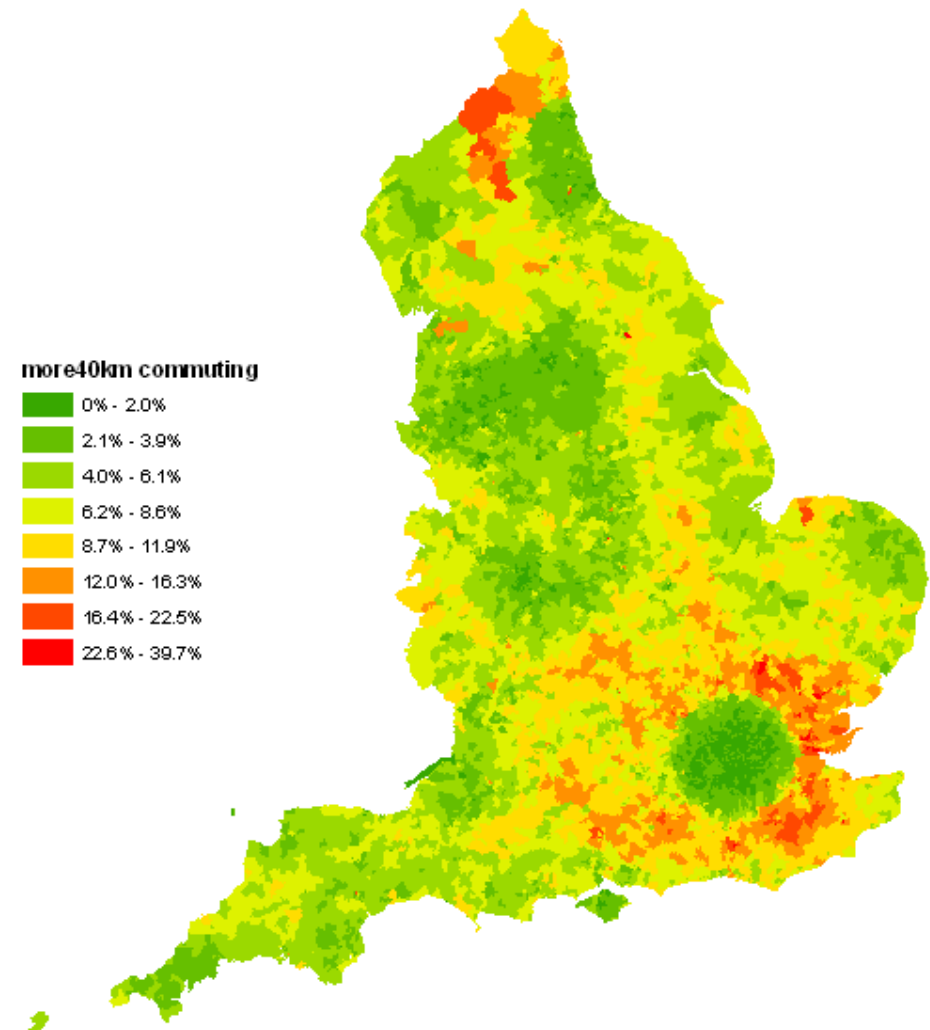 more40km commuting
0% - 2.0%
2.1% - 3.9%
4.0% - 6.1%
6.2% - 8.6%
8.7% - 11.9%
12.0% - 16.3%
16.4% - 22.5%
22.6% - 39.7%